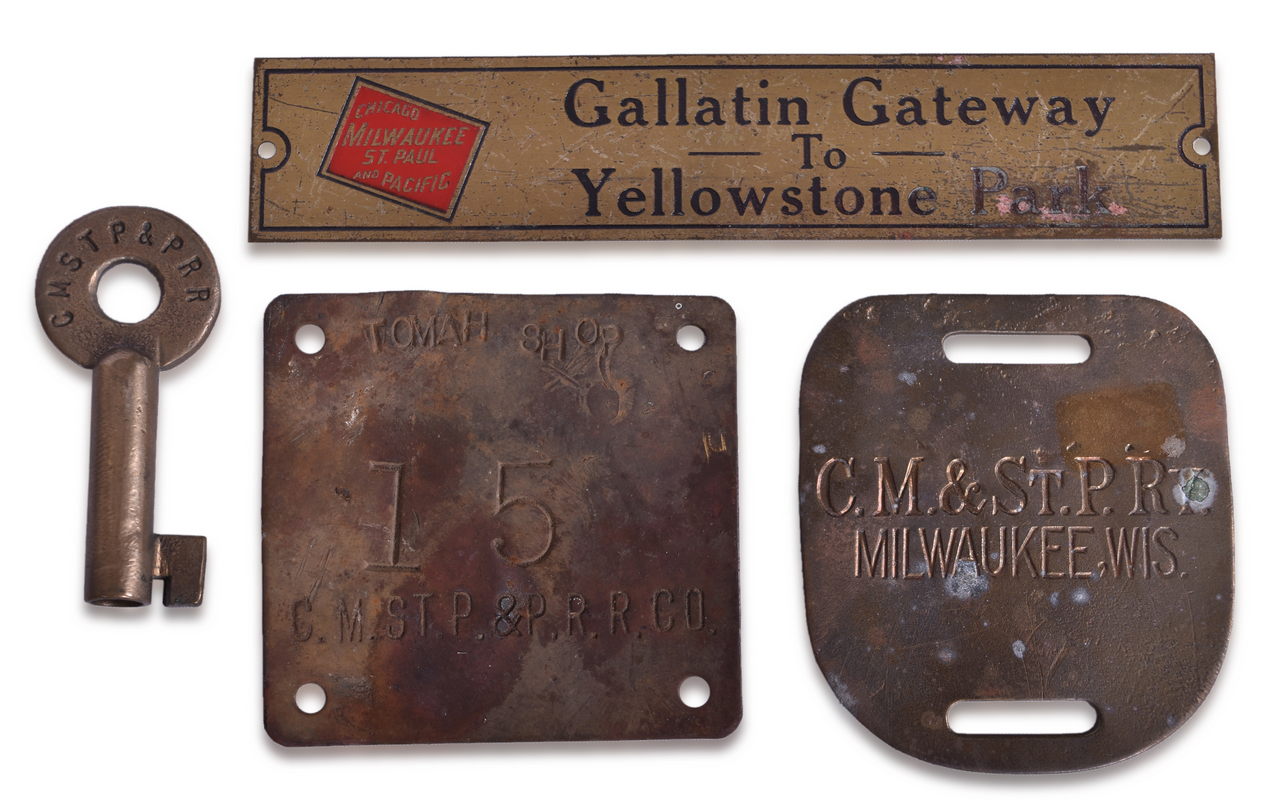 CHICAGO
MILWAUKEE
ST. PAUL
AND PACIFIC
Gallatin Gateway
To
Yellowstone Park
C M S T P & P R R
TOMAH SHOP
15
C. M. ST. P. & P. R. R. CO.
C. M. & ST. P. RY.
MILWAUKEE, WIS.